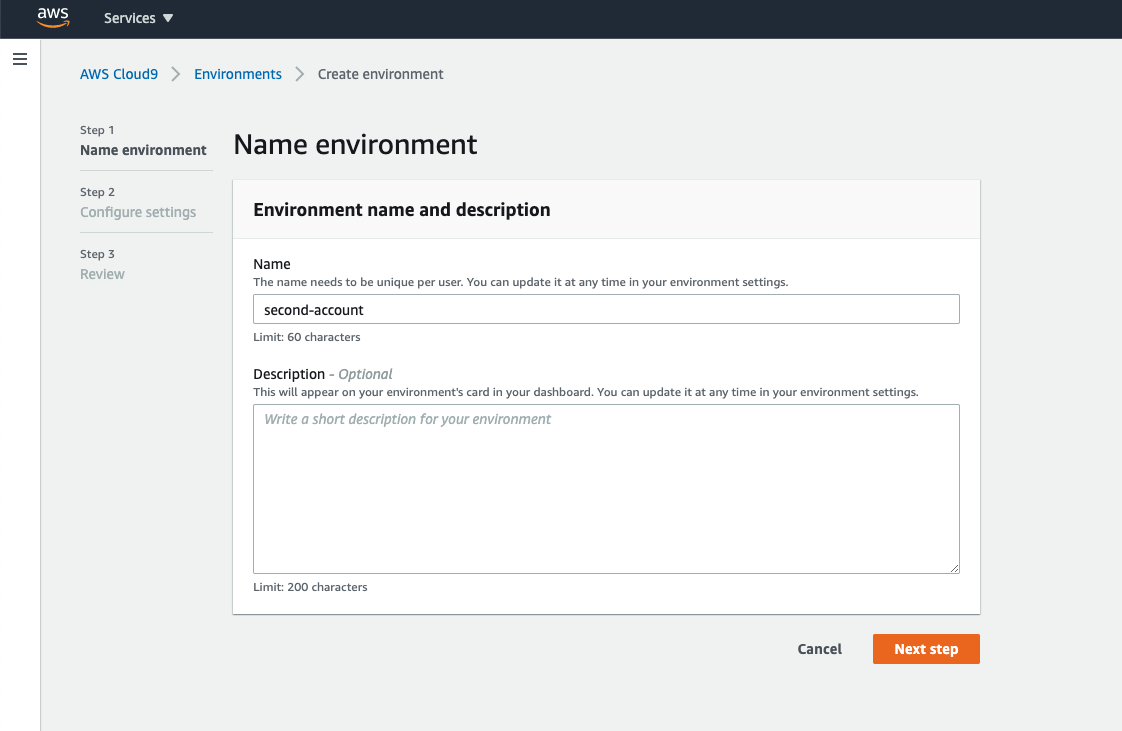 aws
Services
AWS Cloud9
Environments
Create environment
Step 1
Name environment
Step 2
Configure settings
Step 3
Review
Name environment
Environment name and description
Name
The name needs to be unique per user. You can update it at any time in your environment settings.
second-account
Limit: 60 characters
Description - Optional
This will appear on your environment's card in your dashboard. You can update it at any time in your environment settings.
Write a short description for your environment
Limit: 200 characters
Cancel
Next step